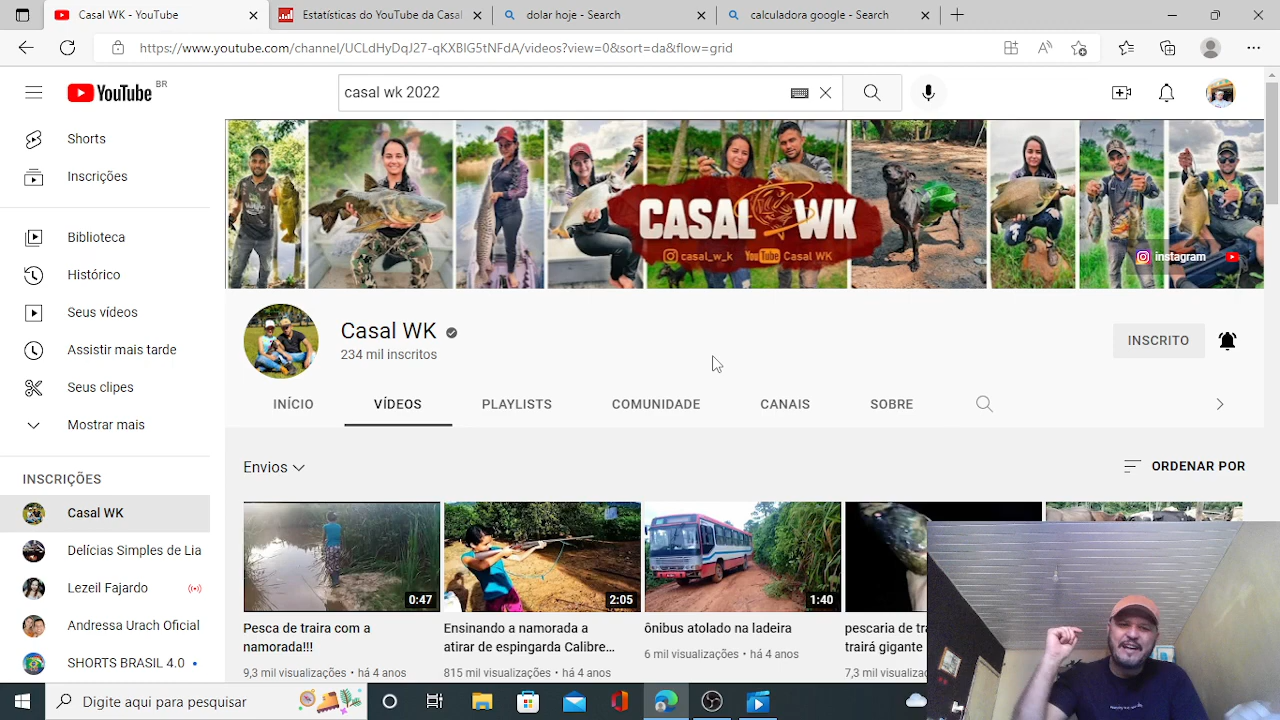 Casal WK - YouTube
Estatísticas do YouTube da Casal
dolar hoje - Search
calculadora google - Search
https://www.youtube.com/channel/UCLdHyDqJ27-qKXBIG5tNFdA/videos?view=0&sort=da&flow=grid
YouTube BR
casal wk 2022
Shorts
Inscrições
Biblioteca
Histórico
Seus vídeos
Assistir mais tarde
Seus clipes
Mostrar mais
INSCRIÇÕES
Casal WK
Delícias Simples de Lia
Lezeil Fajardo
Andressa Urach Oficial
SHORTS BRASIL 4.0
CASAL WK
casal_w_k YouTube Casal WK
instagram
Casal WK
234 mil inscritos
INSCRITO
INÍCIO
VÍDEOS
PLAYLISTS
COMUNIDADE
CANAIS
SOBRE
Envios
ORDENAR POR
0:47
2:05
1:40
Pesca de traira com a
namorada!!!
9,3 mil visualizações • há 4 anos
Ensinando a namorada a
atirar de espingarda Calibre...
815 mil visualizações • há 4 anos
ônibus atolado na ladeira
6 mil visualizações • há 4 anos
pescaria de tra
trairá gigante
7,3 mil visualiz
Digite aqui para pesquisar